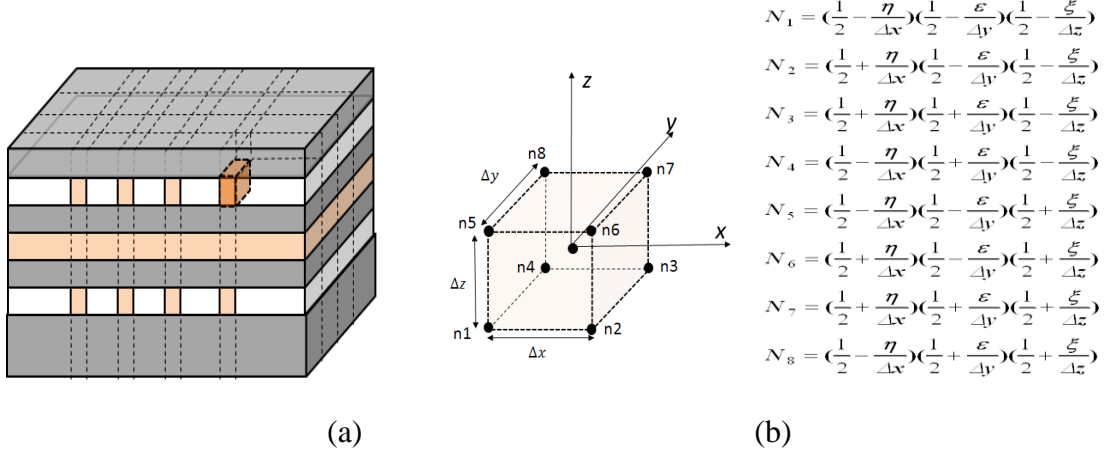 z
y
x
n8
n7
Δy
n5
n6
n4
n3
Δz
n1
n2
Δx
N₁ = (1/2 − η/Δx)(1/2 − ε/Δy)(1/2 − ξ/Δz)
N₂ = (1/2 + η/Δx)(1/2 − ε/Δy)(1/2 − ξ/Δz)
N₃ = (1/2 + η/Δx)(1/2 + ε/Δy)(1/2 − ξ/Δz)
N₄ = (1/2 − η/Δx)(1/2 + ε/Δy)(1/2 − ξ/Δz)
N₅ = (1/2 − η/Δx)(1/2 − ε/Δy)(1/2 + ξ/Δz)
N₆ = (1/2 + η/Δx)(1/2 − ε/Δy)(1/2 + ξ/Δz)
N₇ = (1/2 + η/Δx)(1/2 + ε/Δy)(1/2 + ξ/Δz)
N₈ = (1/2 − η/Δx)(1/2 + ε/Δy)(1/2 + ξ/Δz)
(a) (b)